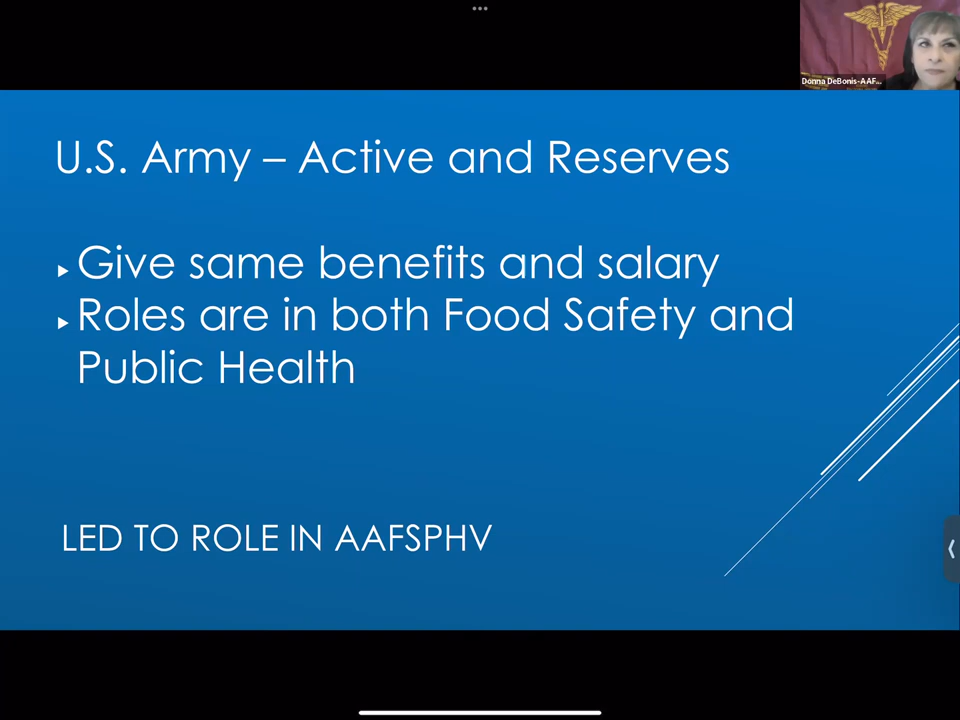 Donna DeBonis-AAF...
U.S. Army – Active and Reserves
Give same benefits and salary
Roles are in both Food Safety and
Public Health
LED TO ROLE IN AAFSPHV